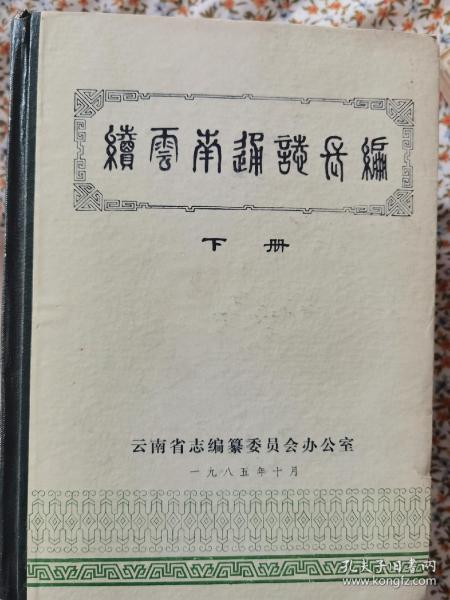 續雲南通誌長編
下册
云南省志编纂委员会办公室
一九八五年十月
孔夫子旧书网
www.kongfz.com